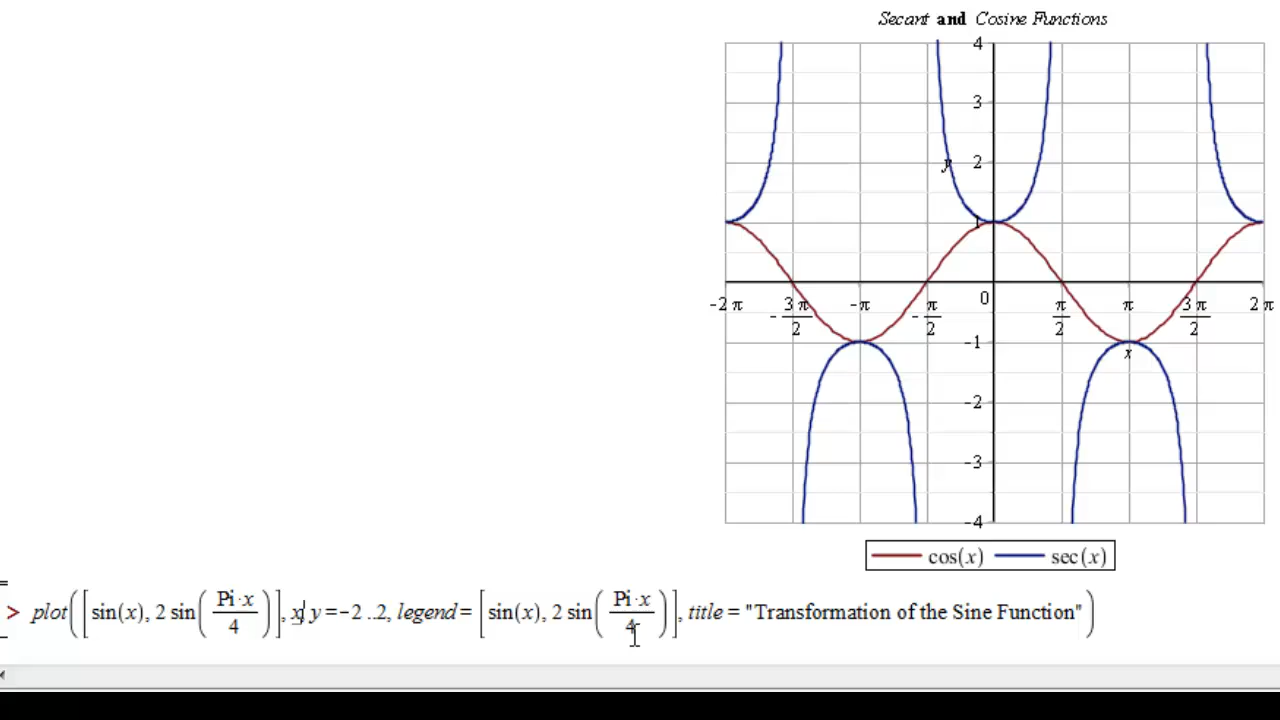 Secant and Cosine Functions
4
3
y 2
1
0
-2π -3π/2 -π -π/2 π/2 π 3π/2 2π
-1
x
-2
-3
-4
cos(x) sec(x)
> plot([sin(x), 2 sin(Pi·x/4)], x, y=-2 ..2, legend = [sin(x), 2 sin(Pi·x/4)], title = "Transformation of the Sine Function")